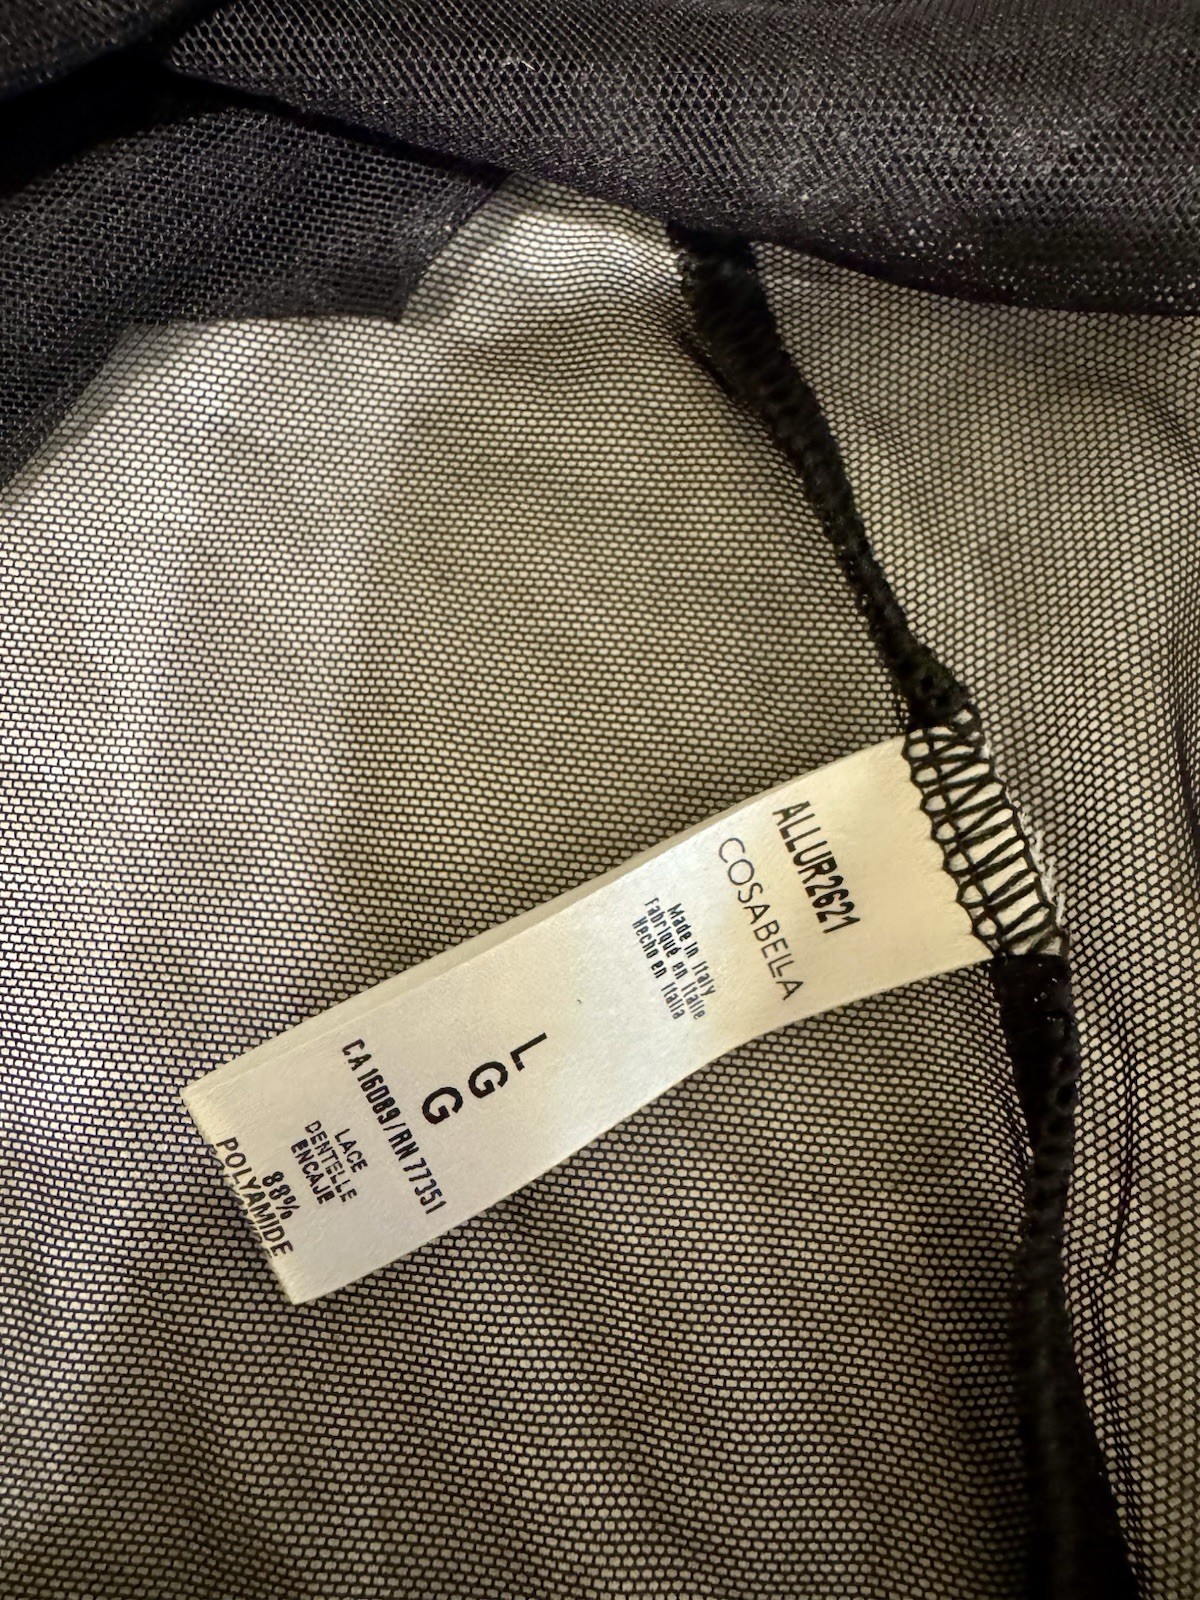 ALLUR2621
COSABELLA
Made in Italy
Fabriqué en Italie
Hecho en Italia
L
G
G
CA 16089/RN 77351
LACE
DENTELLE
ENCAJE
88%
POLYAMIDE